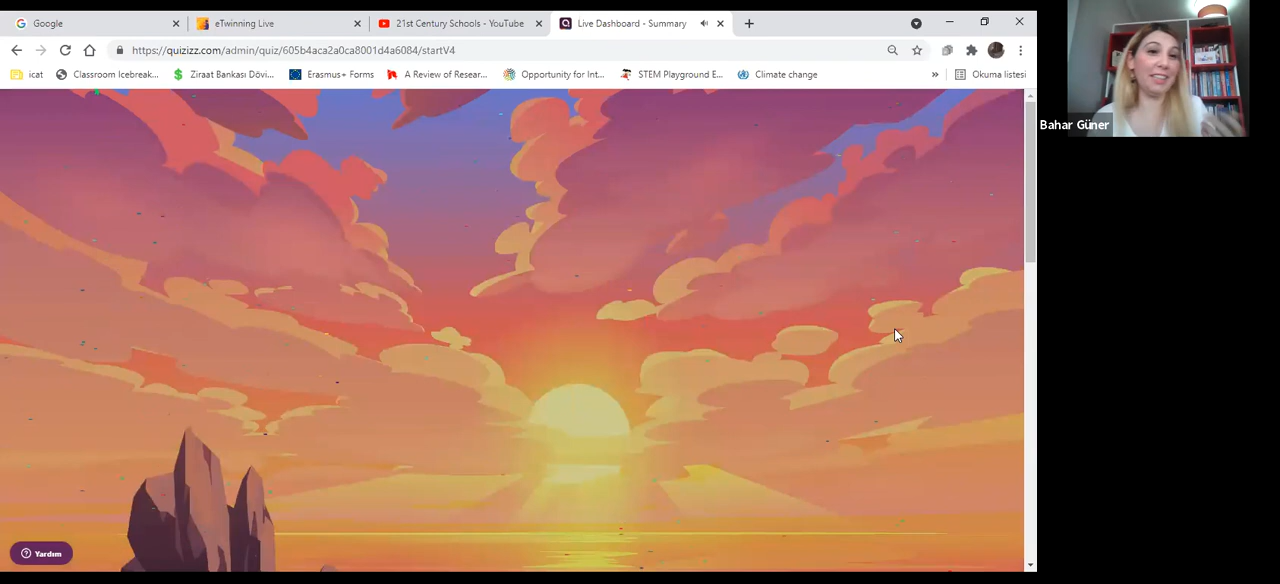 Google
eTwinning Live
21st Century Schools - YouTube
Live Dashboard - Summary
https://quizizz.com/admin/quiz/605b4aca2a0ca8001d4a6084/startV4
icat
Classroom Icebreak...
Ziraat Bankası Dövi...
Erasmus+ Forms
A Review of Resear...
Opportunity for Int...
STEM Playground E...
Climate change
»
Okuma listesi
Bahar Güner
Yardım